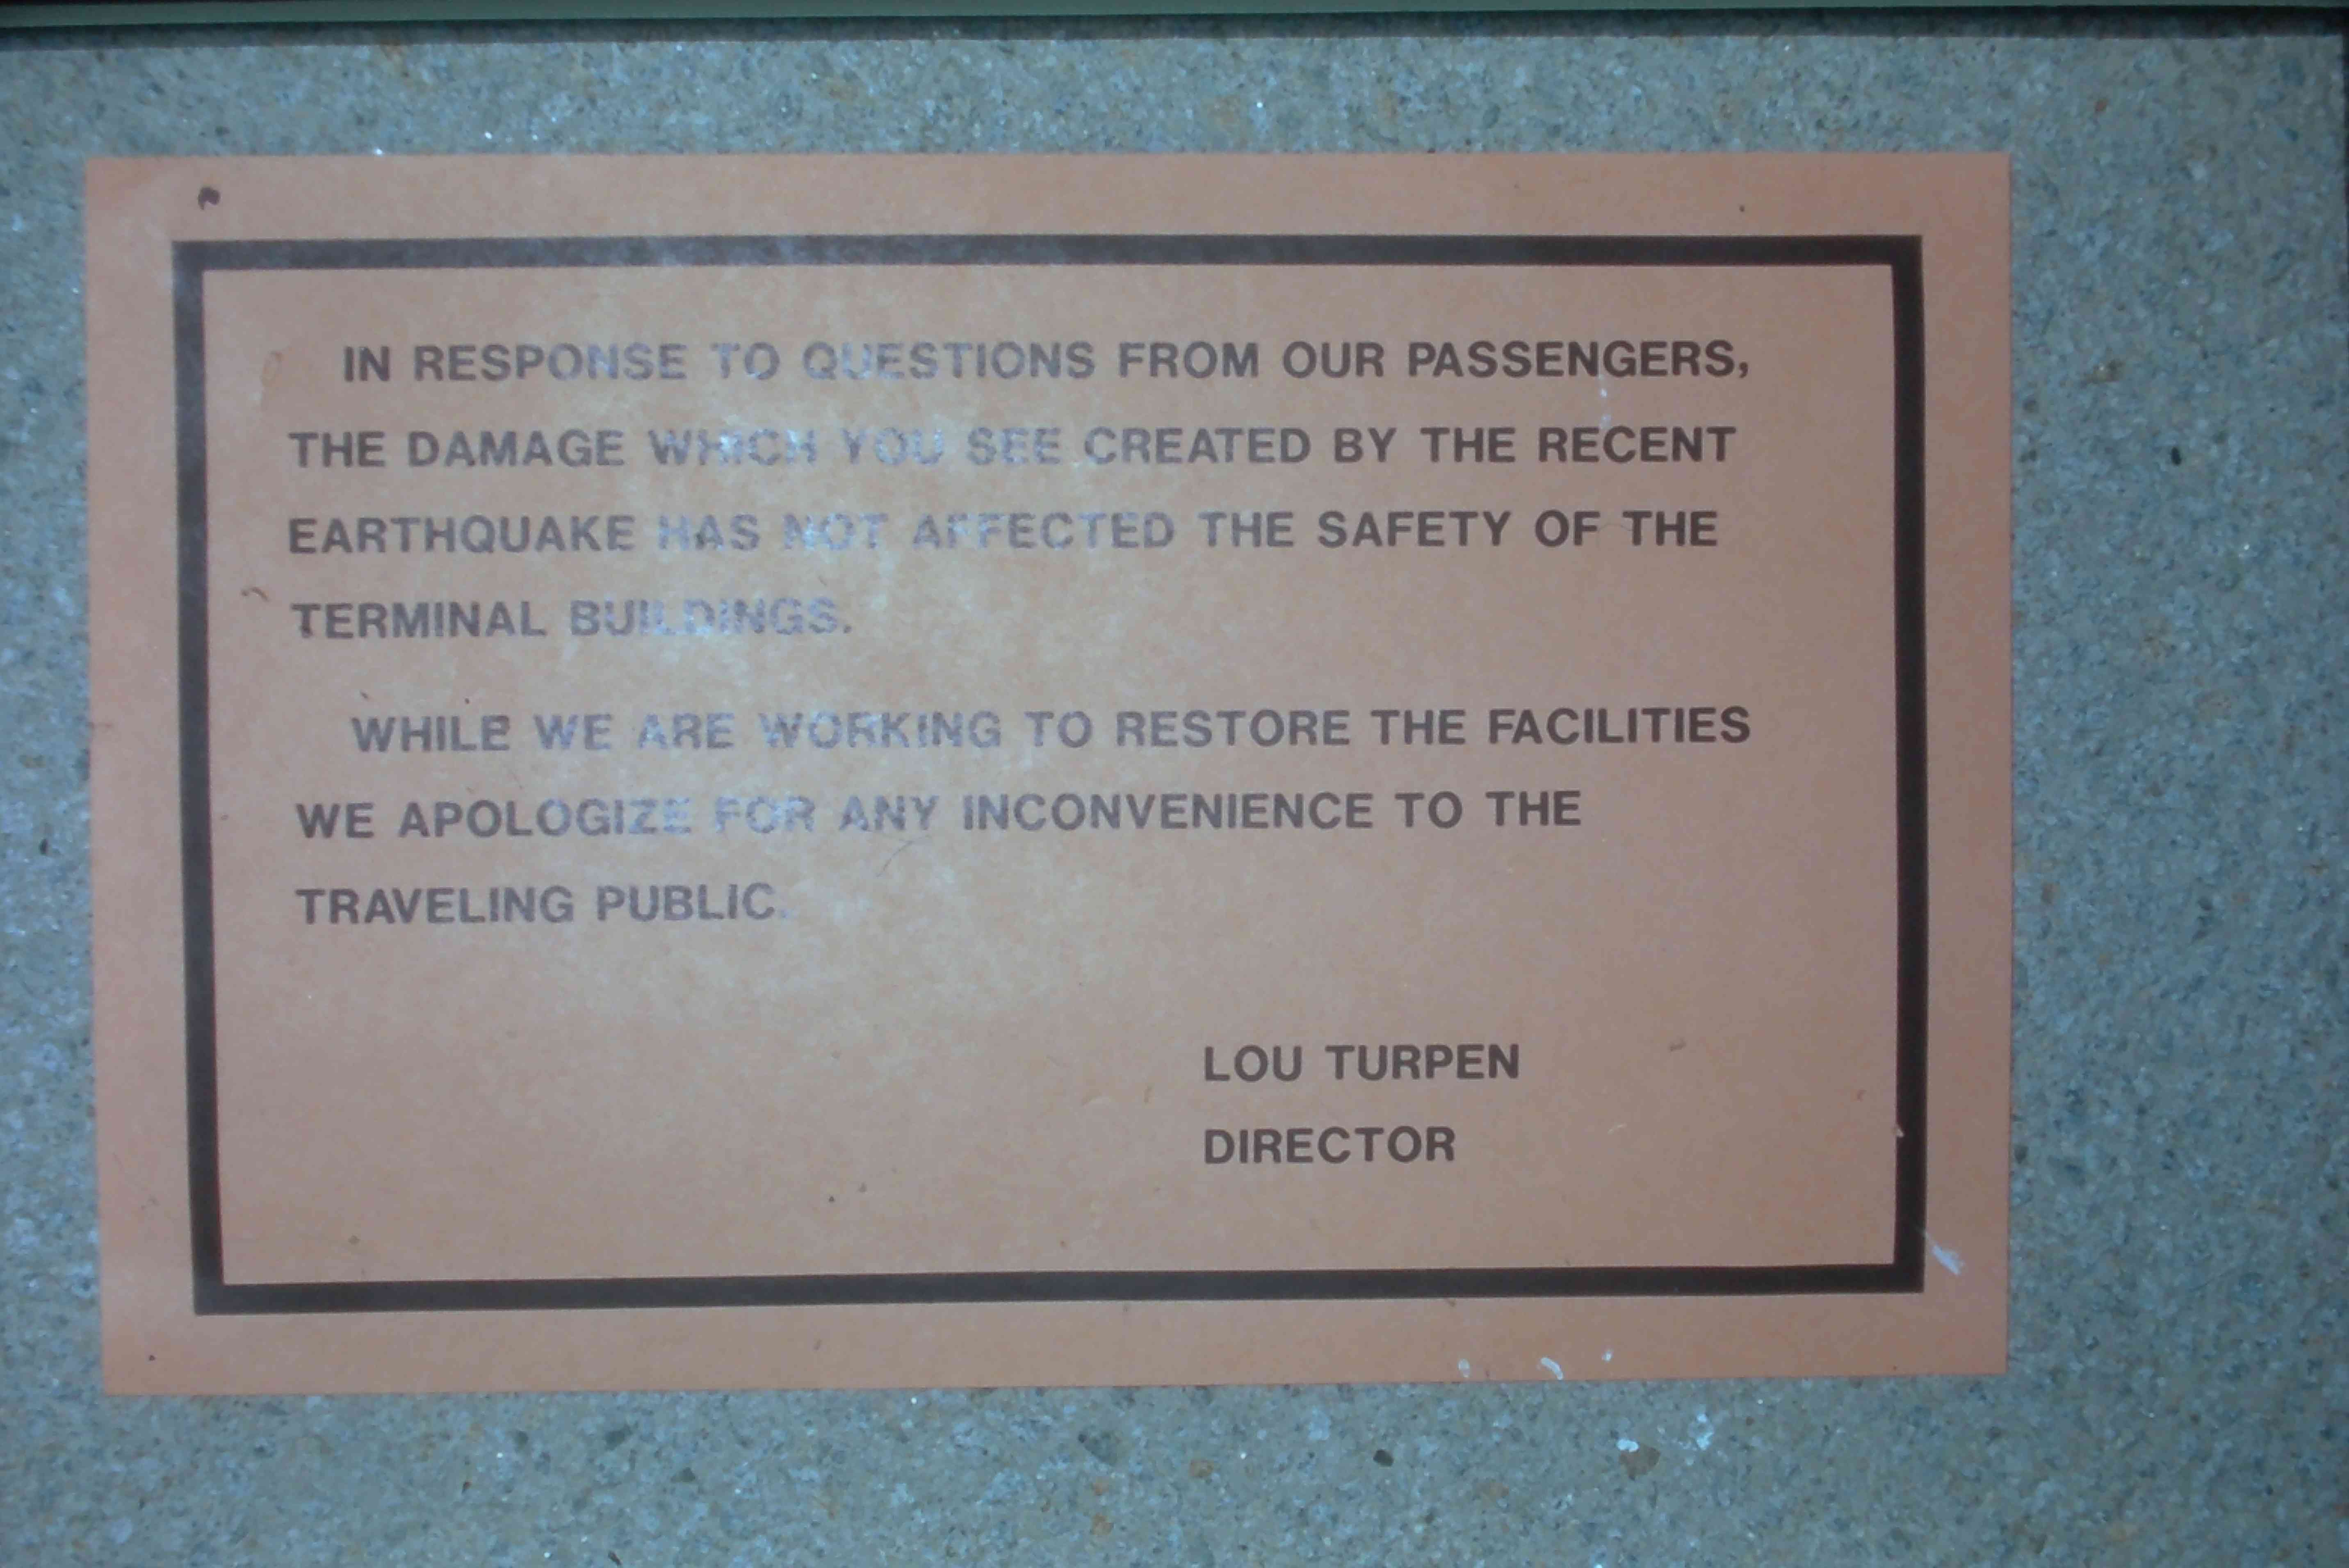 IN RESPONSE TO QUESTIONS FROM OUR PASSENGERS,
THE DAMAGE WHICH YOU SEE CREATED BY THE RECENT
EARTHQUAKE HAS NOT AFFECTED THE SAFETY OF THE
TERMINAL BUILDINGS.
WHILE WE ARE WORKING TO RESTORE THE FACILITIES
WE APOLOGIZE FOR ANY INCONVENIENCE TO THE
TRAVELING PUBLIC.
LOU TURPEN
DIRECTOR